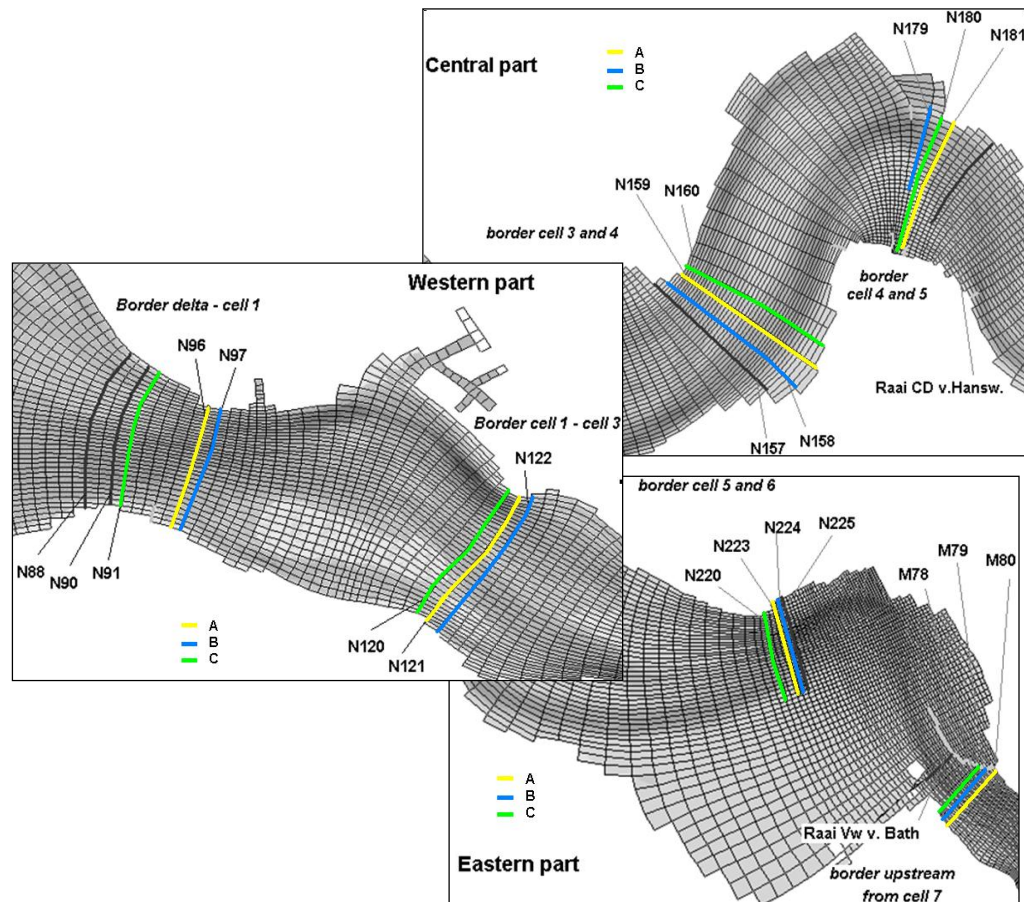 Central part
A
B
C
N179
N180
N181
N159
N160
border cell 3 and 4
border
cell 4 and 5
Raai CD v.Hansw.
N157
N158
Western part
Border delta - cell 1
N96
N97
Border cell 1 - cell 3
N122
N88
N90
N91
N120
N121
A
B
C
border cell 5 and 6
N220
N223
N224
N225
M78
M79
M80
A
B
C
Raai Vw v. Bath
Eastern part
border upstream
from cell 7